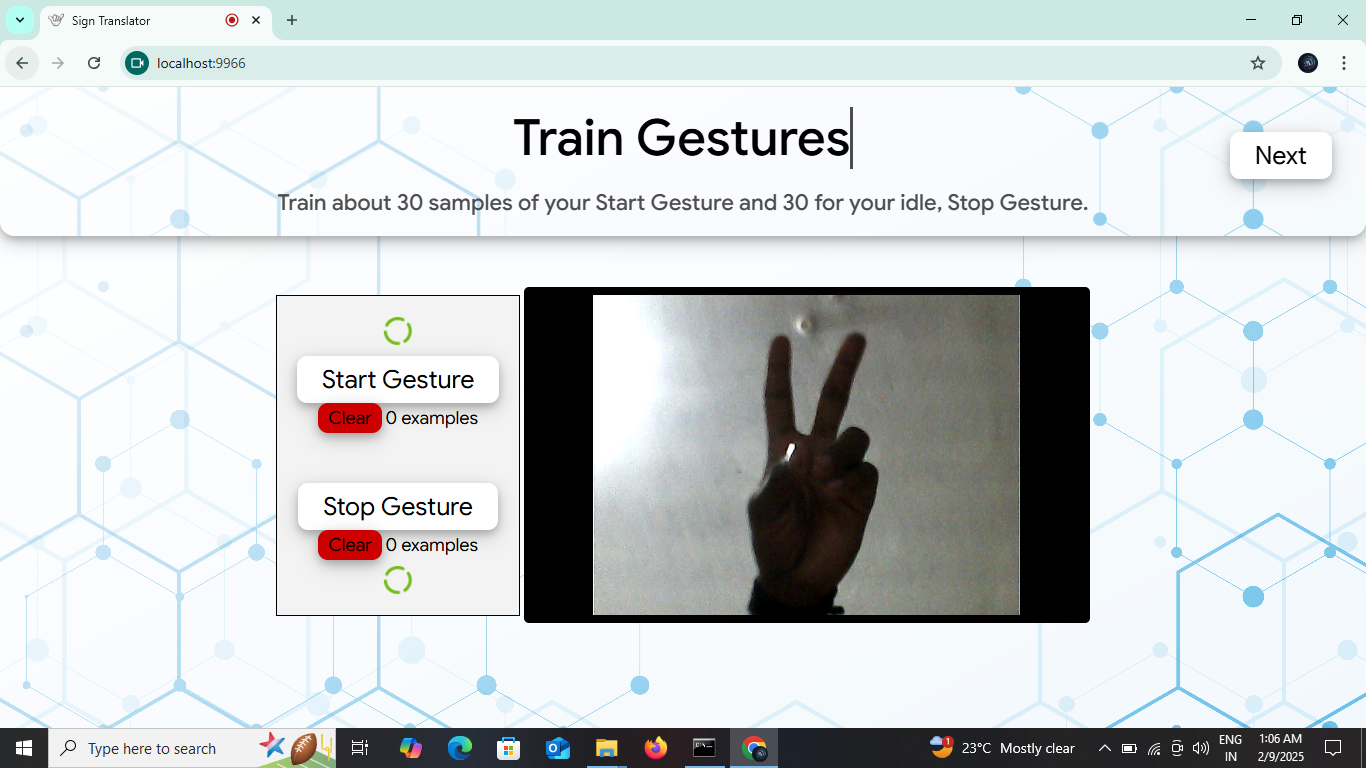 Sign Translator
localhost:9966
Train Gestures
Next
Train about 30 samples of your Start Gesture and 30 for your idle, Stop Gesture.
Start Gesture
Clear 0 examples
Stop Gesture
Clear 0 examples
Type here to search
23°C Mostly clear
ENG
IN
1:06 AM
2/9/2025
1